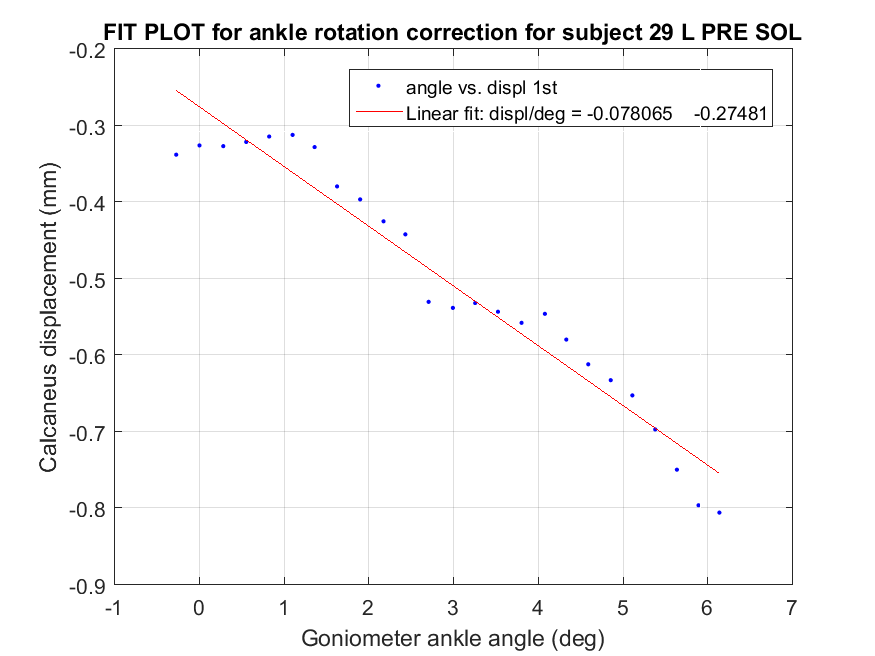 FIT PLOT for ankle rotation correction for subject 29 L PRE SOL
-0.2
angle vs. displ 1st
Linear fit: displ/deg = -0.078065 -0.27481
-0.3
-0.4
-0.5
-0.6
-0.7
-0.8
-0.9
Calcaneus displacement (mm)
-1 0 1 2 3 4 5 6 7
Goniometer ankle angle (deg)